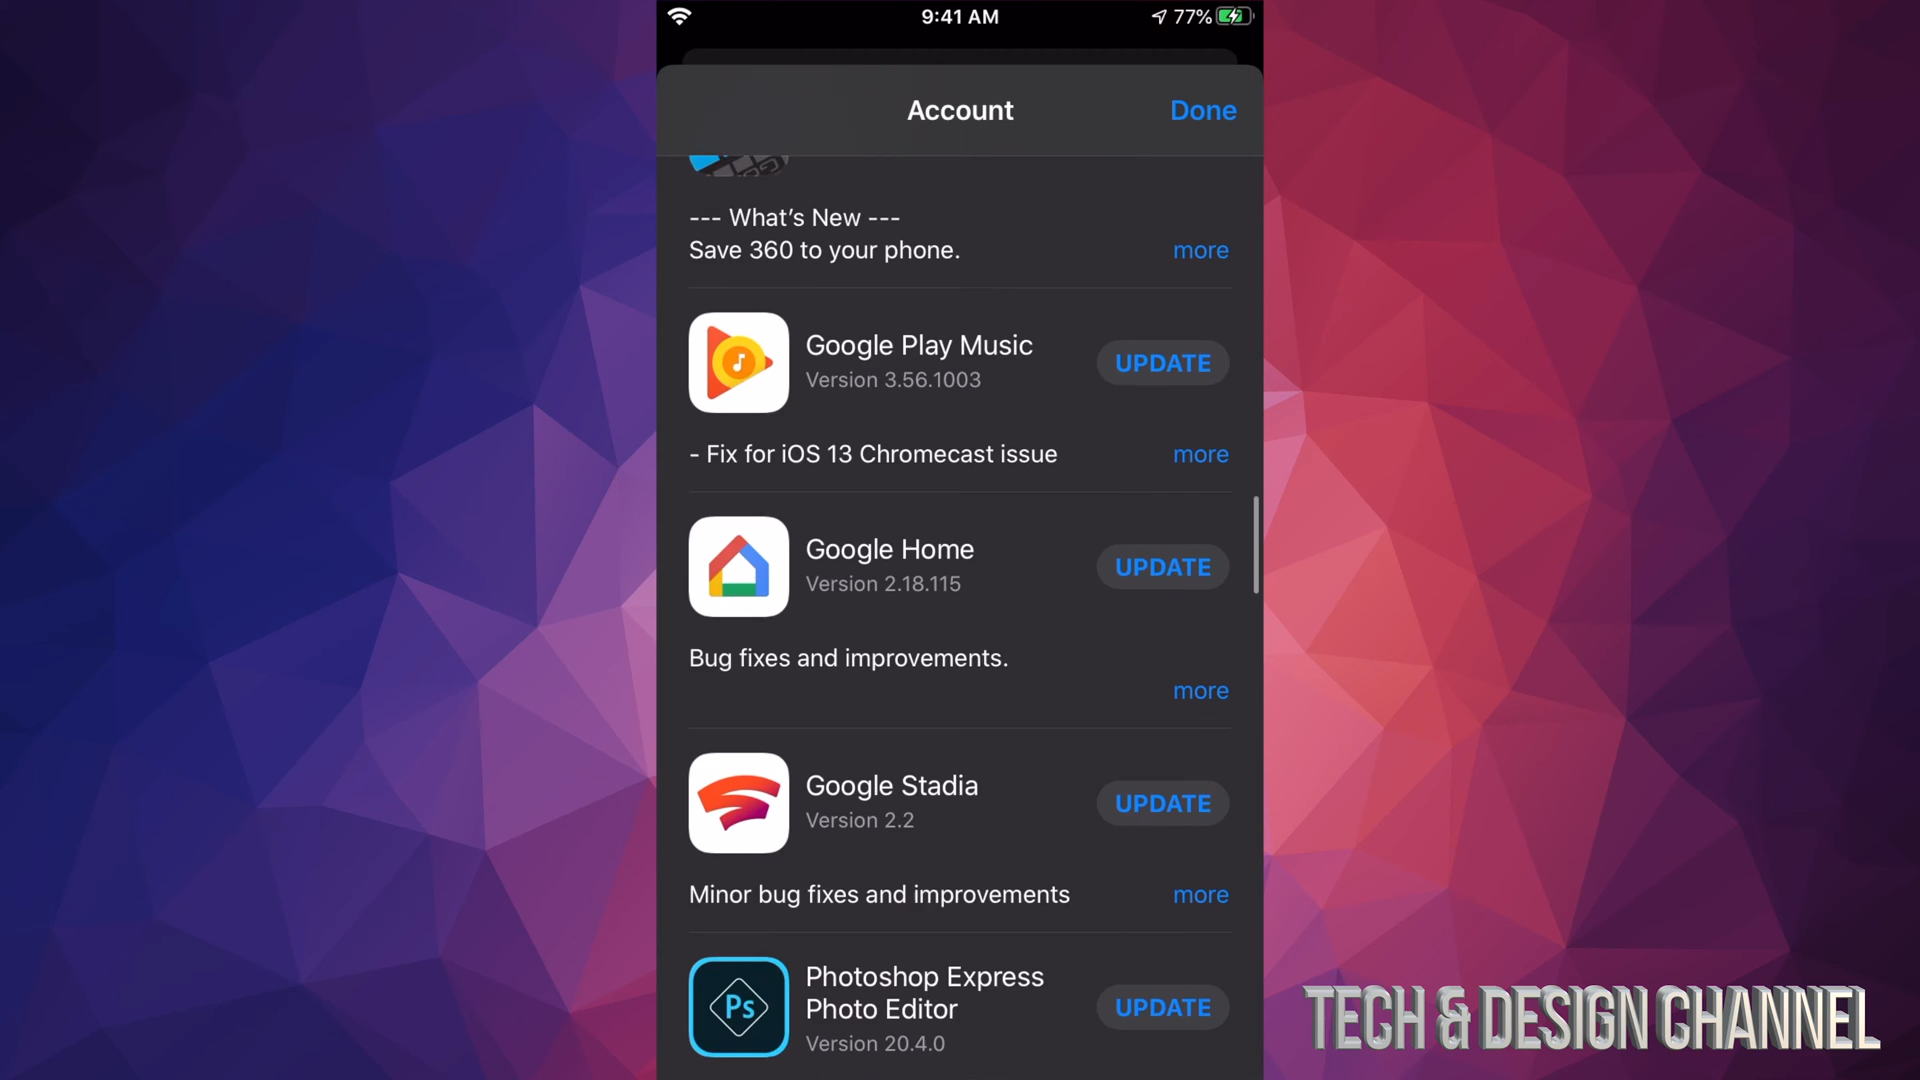 9:41 AM
77%
Account
Done
--- What's New ---
Save 360 to your phone.
more
Google Play Music
UPDATE
Version 3.56.1003
- Fix for iOS 13 Chromecast issue
more
Google Home
UPDATE
Version 2.18.115
Bug fixes and improvements.
more
Google Stadia
UPDATE
Version 2.2
Minor bug fixes and improvements
more
Ps
Photoshop Express
Photo Editor
UPDATE
Version 20.4.0
TECH & DESIGN CHANNEL